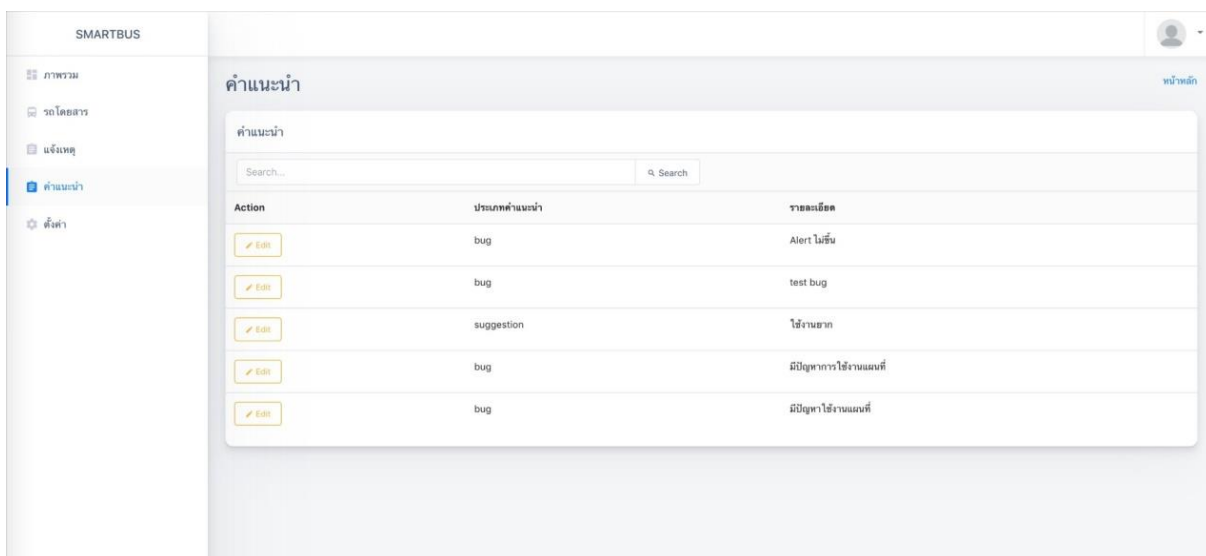 SMARTBUS
ภาพรวม
รถโดยสาร
แจ้งเหตุ
คำแนะนำ
ตั้งค่า
คำแนะนำ
หน้าหลัก
คำแนะนำ
Search...
Search
Action ประเภทคำแนะนำ รายละเอียด
Edit bug Alert ไม่ขึ้น
Edit bug test bug
Edit suggestion ใช้งานยาก
Edit bug มีปัญหาการใช้งานแผนที่
Edit bug มีปัญหาใช้งานแผนที่